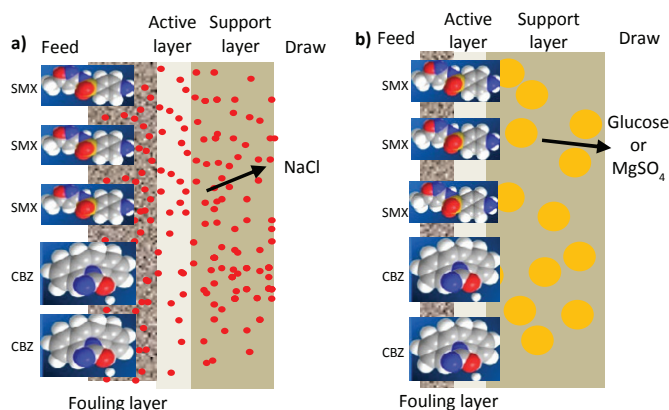 a)
Feed
Active
layer
Support
layer
Draw
SMX
SMX
SMX
CBZ
CBZ
NaCl
Fouling layer
b)
Feed
Active
layer
Support
layer
Draw
SMX
SMX
SMX
CBZ
CBZ
Glucose
or
MgSO₄
Fouling layer